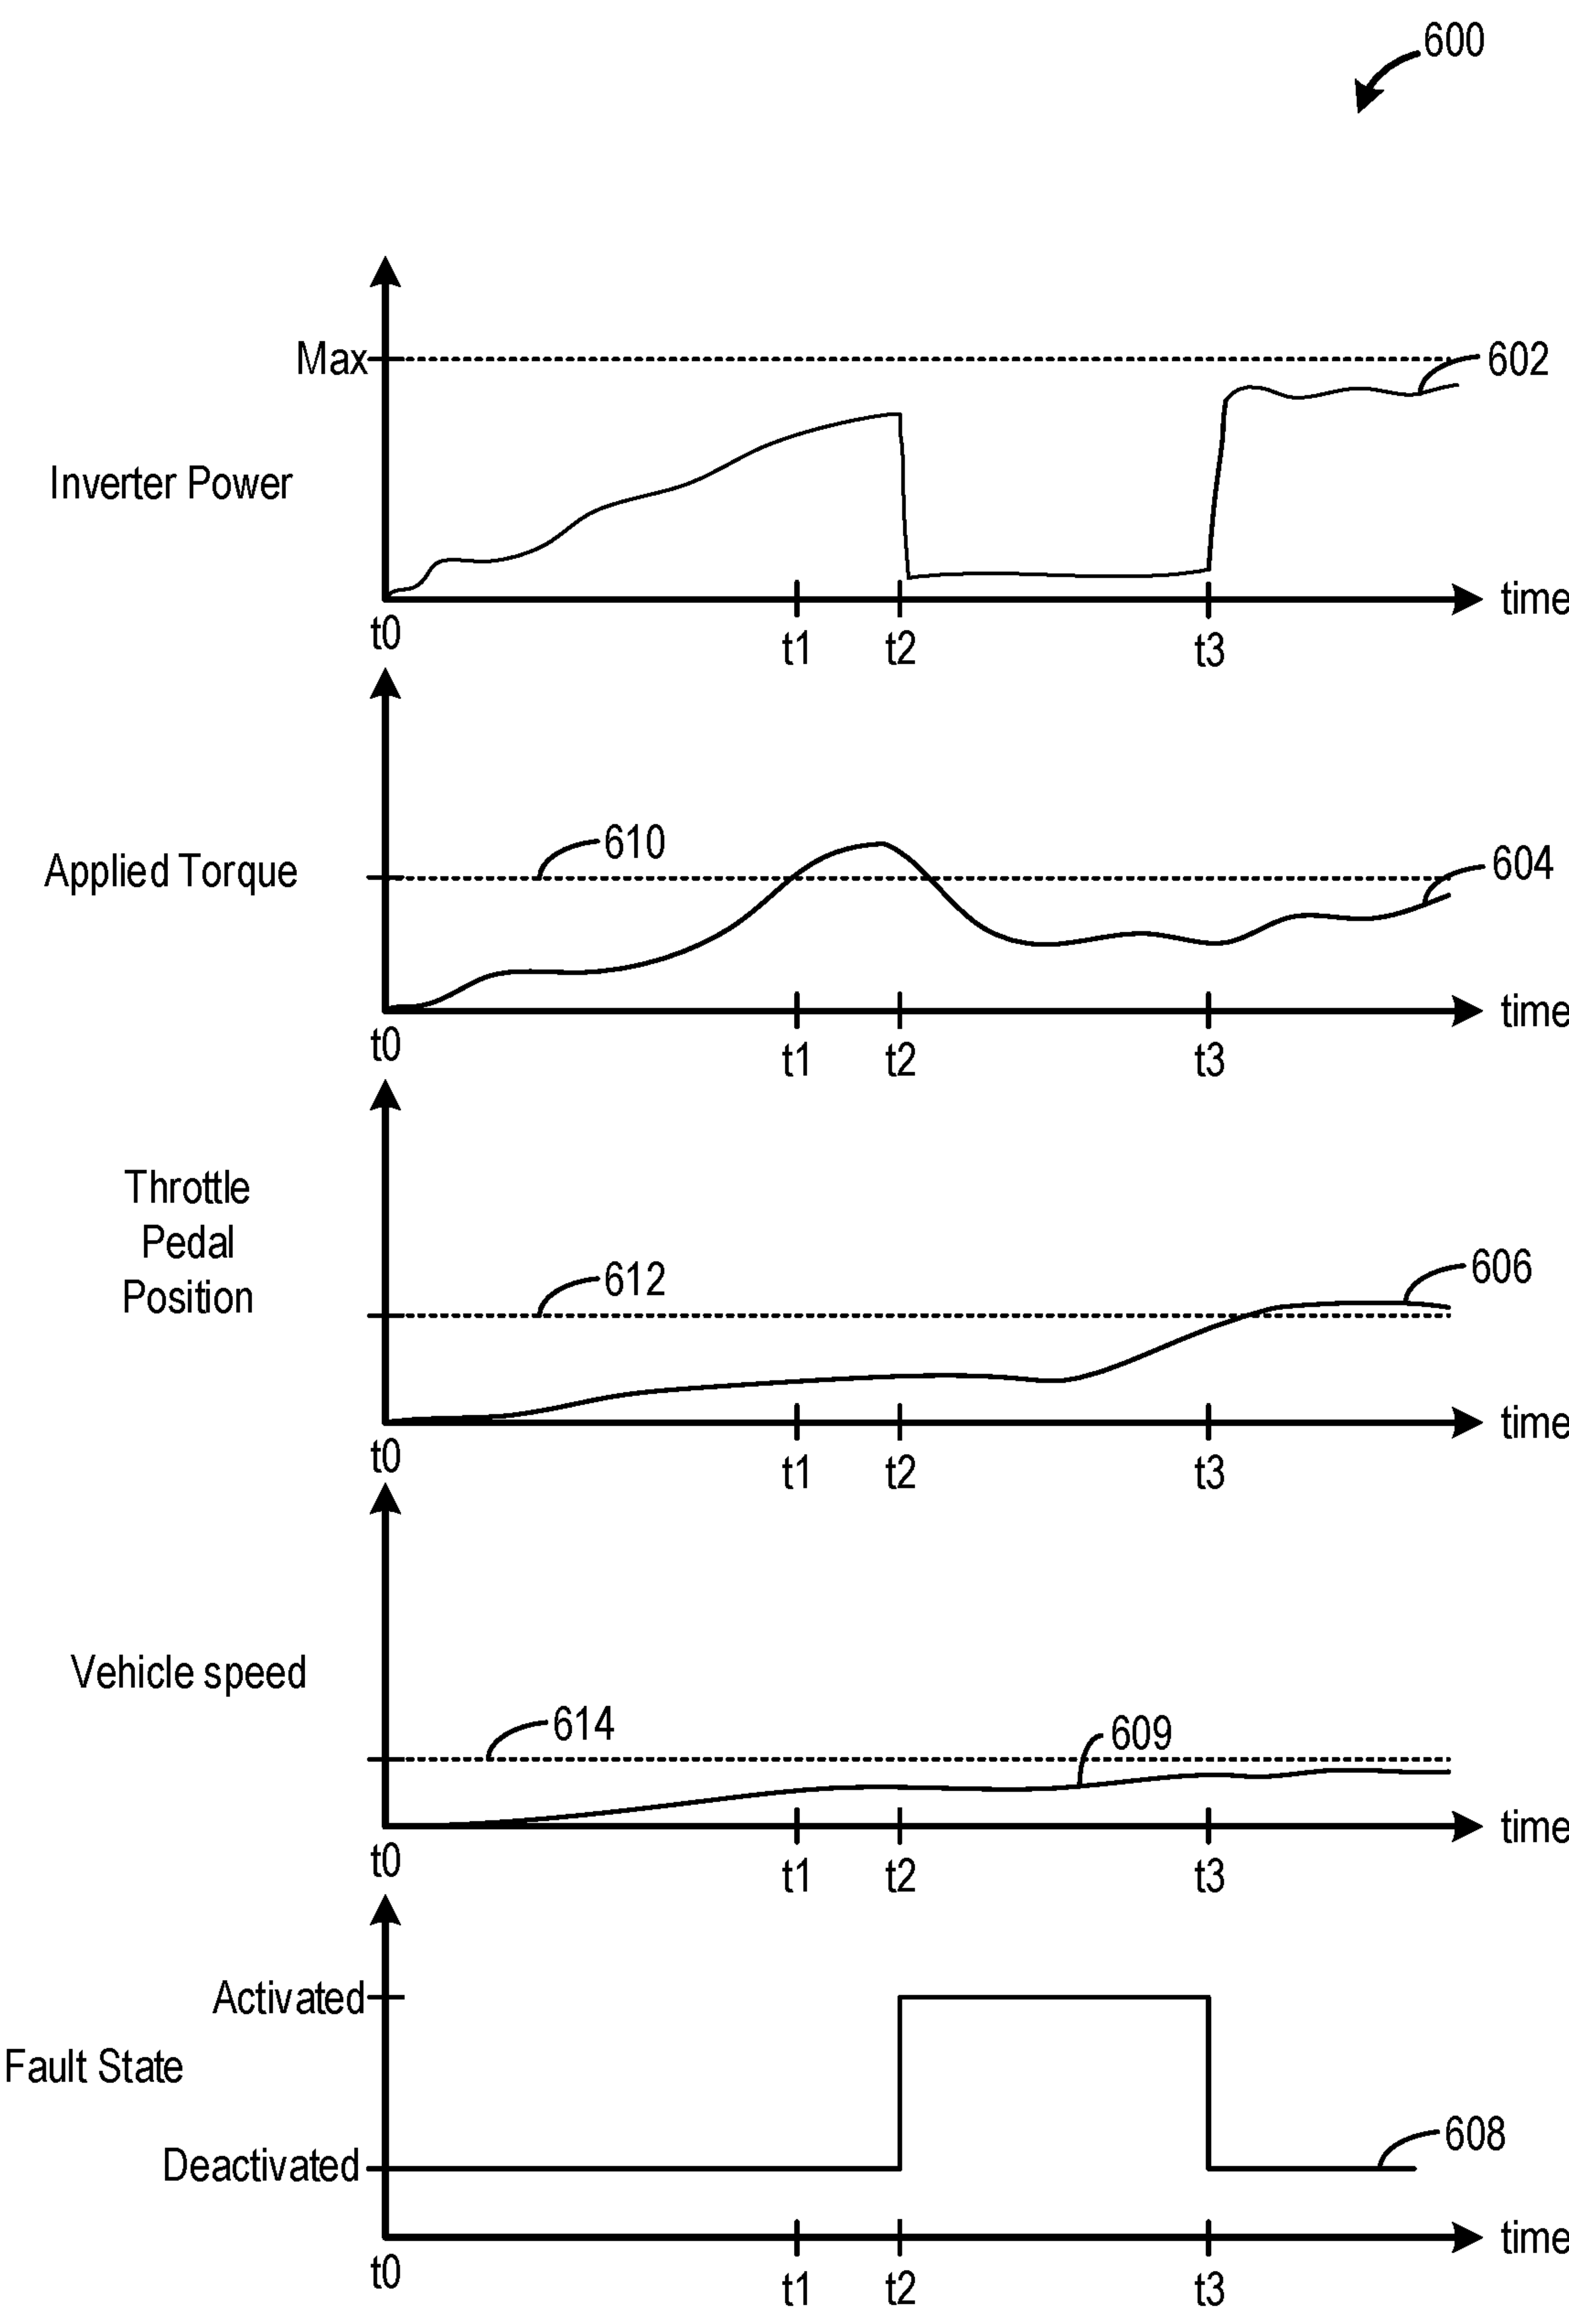 600
Max
602
Inverter Power
time
t0
t1
t2
t3
610
604
Applied Torque
time
t0
t1
t2
t3
Throttle
Pedal
Position
612
606
time
t0
t1
t2
t3
Vehicle speed
614
609
time
t0
t1
t2
t3
Activated
Fault State
608
Deactivated
time
t0
t1
t2
t3